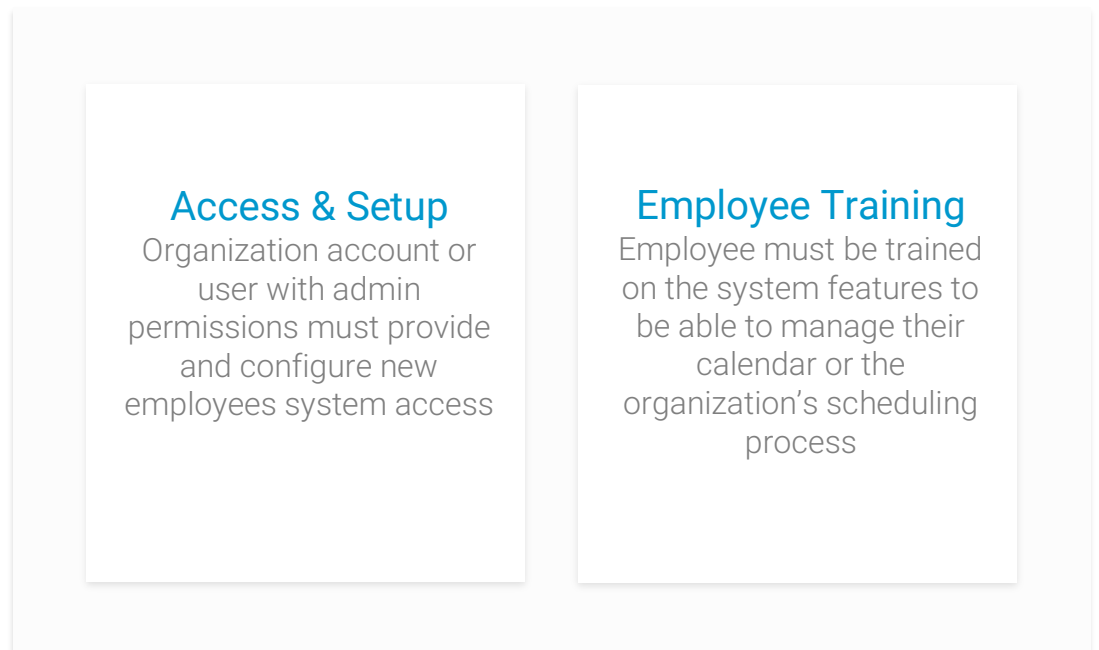 Access & Setup
Organization account or
user with admin
permissions must provide
and configure new
employees system access
Employee Training
Employee must be trained
on the system features to
be able to manage their
calendar or the
organization’s scheduling
process